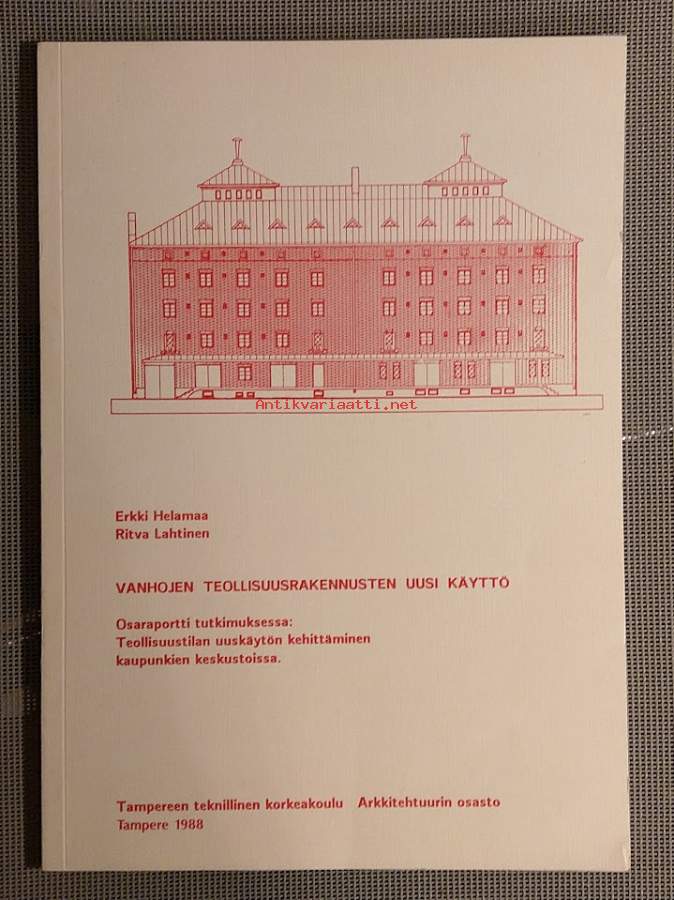 Antikvariaatti.net
Erkki Helamaa
Ritva Lahtinen
VANHOJEN TEOLLISUUSRAKENNUSTEN UUSI KÄYTTÖ
Osaraportti tutkimuksessa:
Teollisuustilan uuskäytön kehittäminen
kaupunkien keskustoissa.
Tampereen teknillinen korkeakoulu Arkkitehtuurin osasto
Tampere 1988